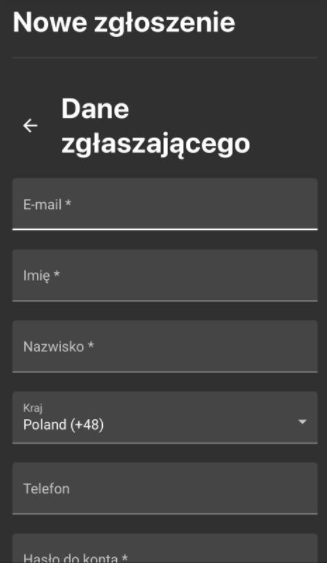 Nowe zgłoszenie
Dane
zgłaszającego
E-mail *
Imię *
Nazwisko *
Kraj
Poland (+48)
Telefon
Hasło do konta *